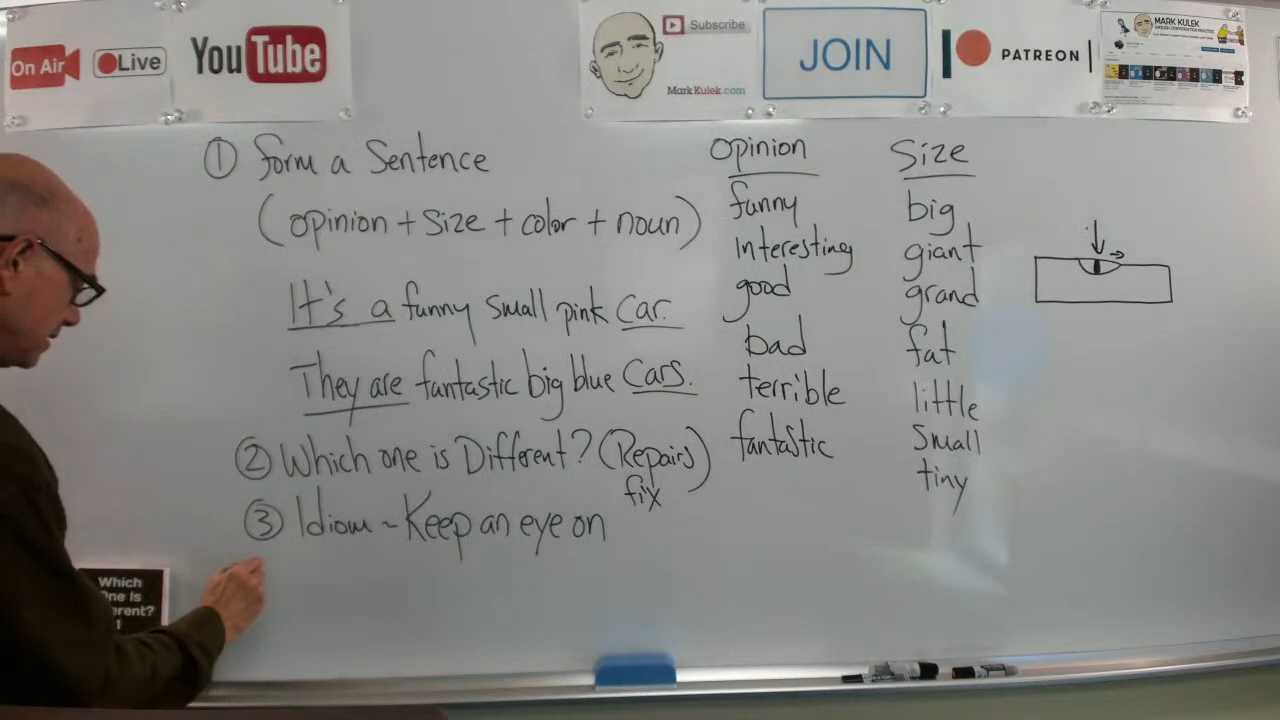 On Air
Live
YouTube
Subscribe
MarkKulek.com
JOIN
PATREON
MARK KULEK
① Form a Sentence
(opinion + Size + color + noun)
It's a funny small pink car.
They are fantastic big blue Cars.
② Which one is Different? (Repairs)
fix
③ Idiom ~ Keep an eye on
Opinion
funny
Interesting
good
bad
terrible
fantastic
Size
big
giant
grand
fat
little
Small
tiny
Which
One Is
erent?
1